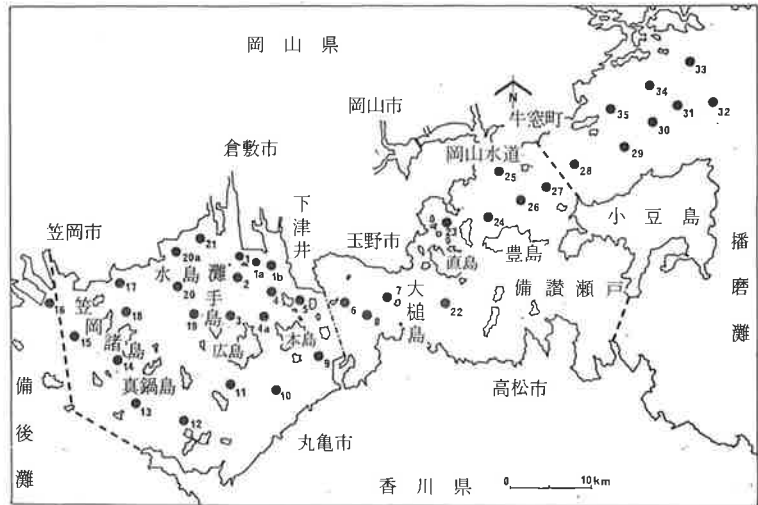 岡山県
岡山市
N
牛窓町
33
34
35
31
32
30
29
28
岡山水道
25
27
26
24
倉敷市
下津井
玉野市
23
直島
豊島
小豆島
播磨灘
備讃瀬戸
笠岡市
21
20a
水島灘
1
1a
1b
2
20
4
5
17
16
笠岡諸島
18
19
手島
3
4a
本島
6
7
8
大槌島
22
15
14
広島
9
真鍋島
11
10
13
12
備後灘
丸亀市
高松市
香川県
0 10km